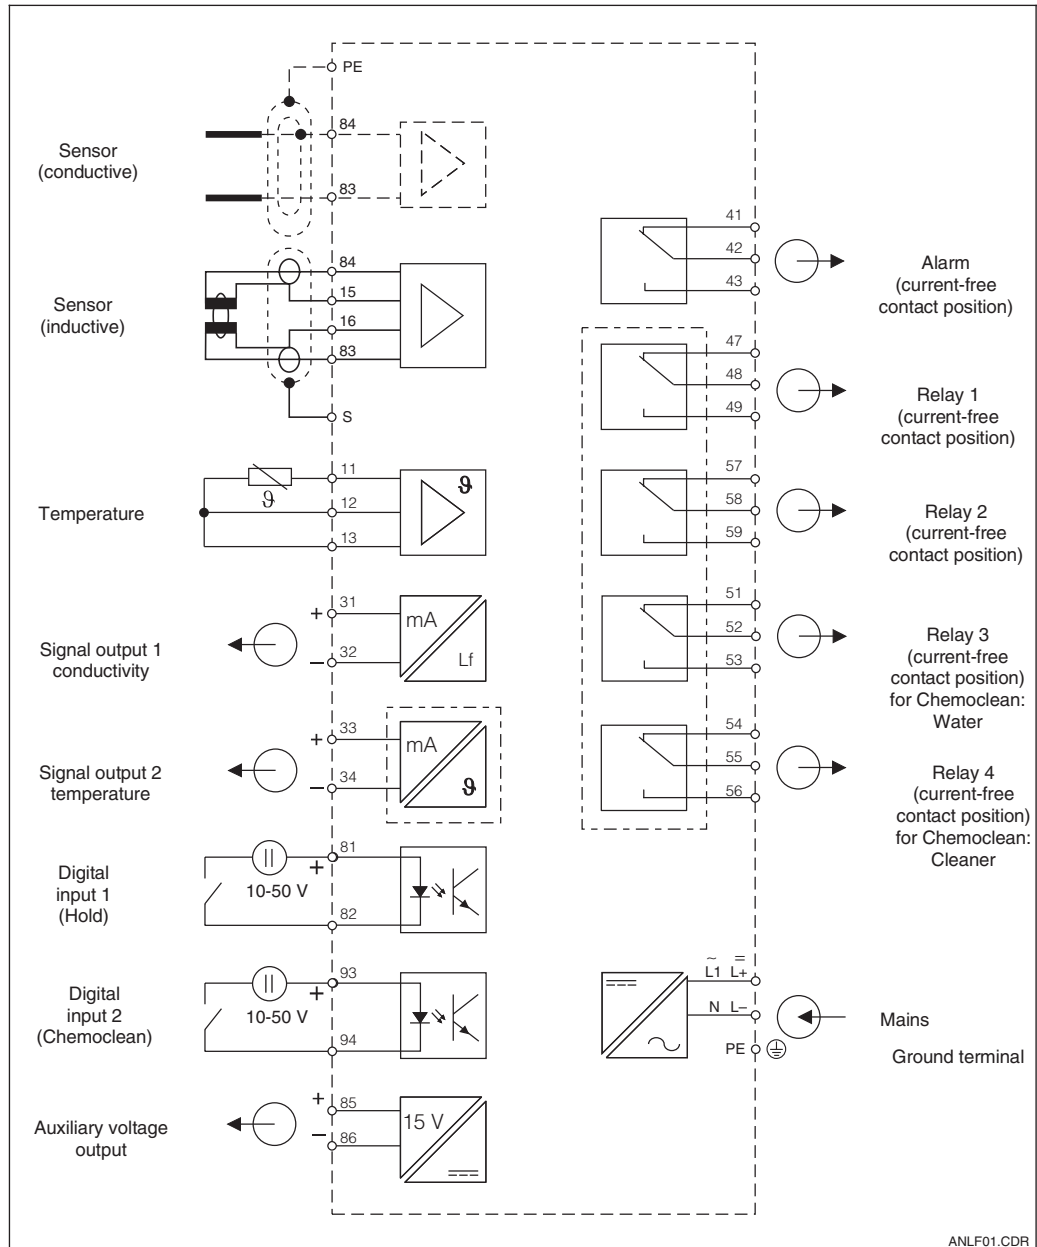 PE
84
Sensor
(conductive)
83
84
Sensor
(inductive)
15
16
83
S
11
ϑ
12
ϑ
13
Temperature
+ 31
mA
– 32
Lf
Signal output 1
conductivity
+ 33
mA
– 34
ϑ
Signal output 2
temperature
81
+
10-50 V
82
Digital
input 1
(Hold)
93
+
10-50 V
94
Digital
input 2
(Chemoclean)
+ 85
15 V
– 86
Auxiliary voltage
output
41
42
43
Alarm
(current-free
contact position)
47
48
49
Relay 1
(current-free
contact position)
57
58
59
Relay 2
(current-free
contact position)
51
52
53
Relay 3
(current-free
contact position)
for Chemoclean:
Water
54
55
56
Relay 4
(current-free
contact position)
for Chemoclean:
Cleaner
~ =
L1 L+
N L–
PE
Mains
Ground terminal
ANLF01.CDR